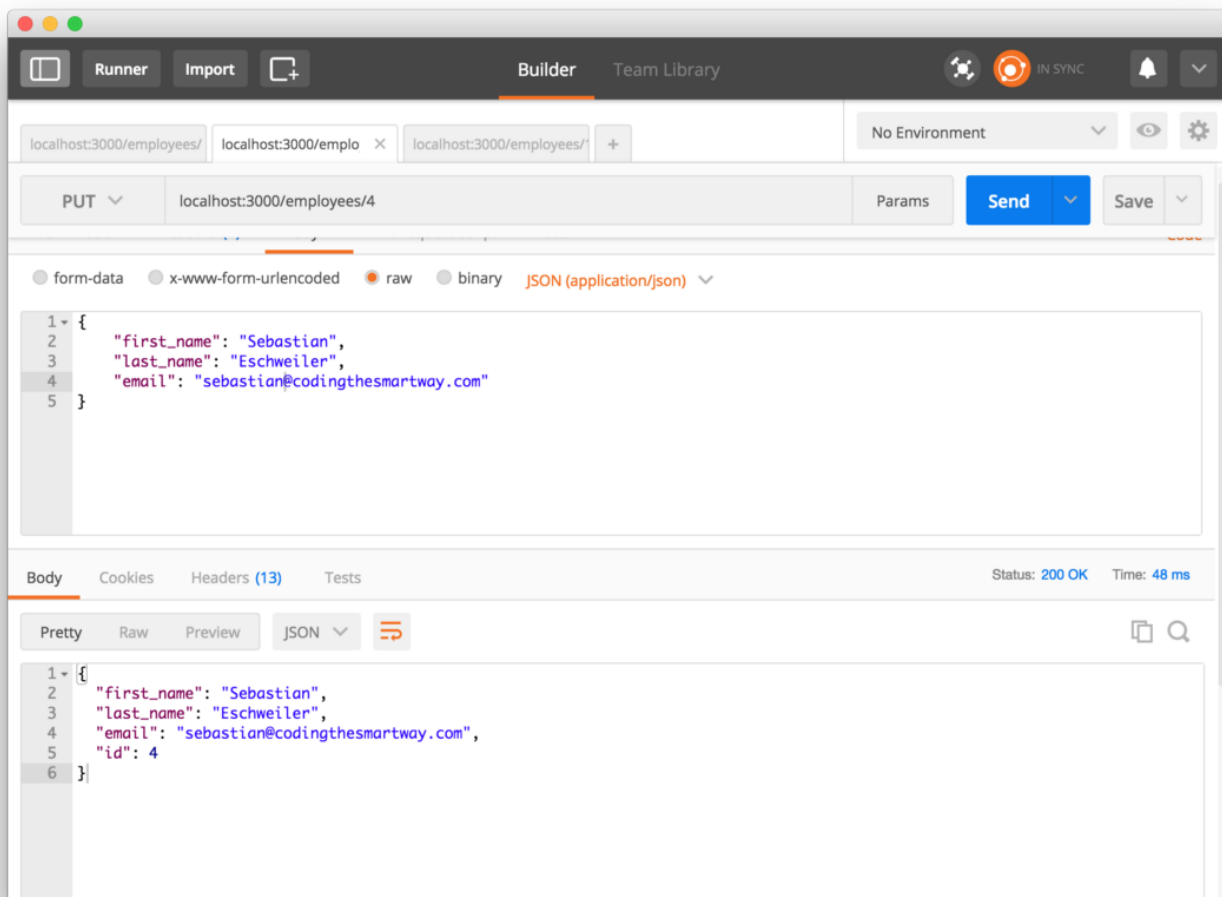 Runner Import Builder Team Library IN SYNC
localhost:3000/employees/ localhost:3000/emplo × localhost:3000/employees/ + No Environment
PUT localhost:3000/employees/4 Params Send Save
form-data x-www-form-urlencoded raw binary JSON (application/json)
1 {
2 "first_name": "Sebastian",
3 "last_name": "Eschweiler",
4 "email": "sebastian@codingthesmartway.com"
5 }
Body Cookies Headers (13) Tests Status: 200 OK Time: 48 ms
Pretty Raw Preview JSON
1 {
2 "first_name": "Sebastian",
3 "last_name": "Eschweiler",
4 "email": "sebastian@codingthesmartway.com",
5 "id": 4
6 }